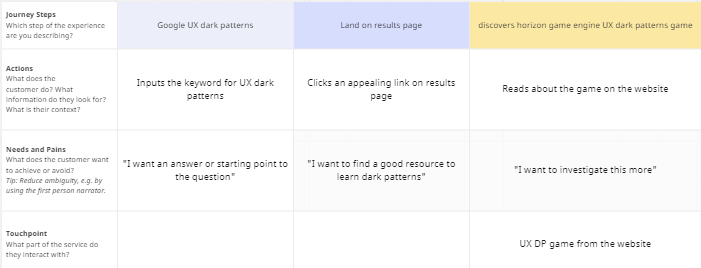 Journey Steps
Which step of the experience
are you describing?
Google UX dark patterns
Land on results page
discovers horizon game engine UX dark patterns game
Actions
What does the
customer do? What
information do they look for?
What is their context?
Inputs the keyword for UX dark
patterns
Clicks an appealing link on results
page
Reads about the game on the website
Needs and Pains
What does the customer want
to achieve or avoid?
Tip: Reduce ambiguity, e.g. by
using the first person narrator.
"I want an answer or starting point to
the question"
"I want to find a good resource to
learn dark patterns"
"I want to investigate this more"
Touchpoint
What part of the service do
they interact with?
UX DP game from the website